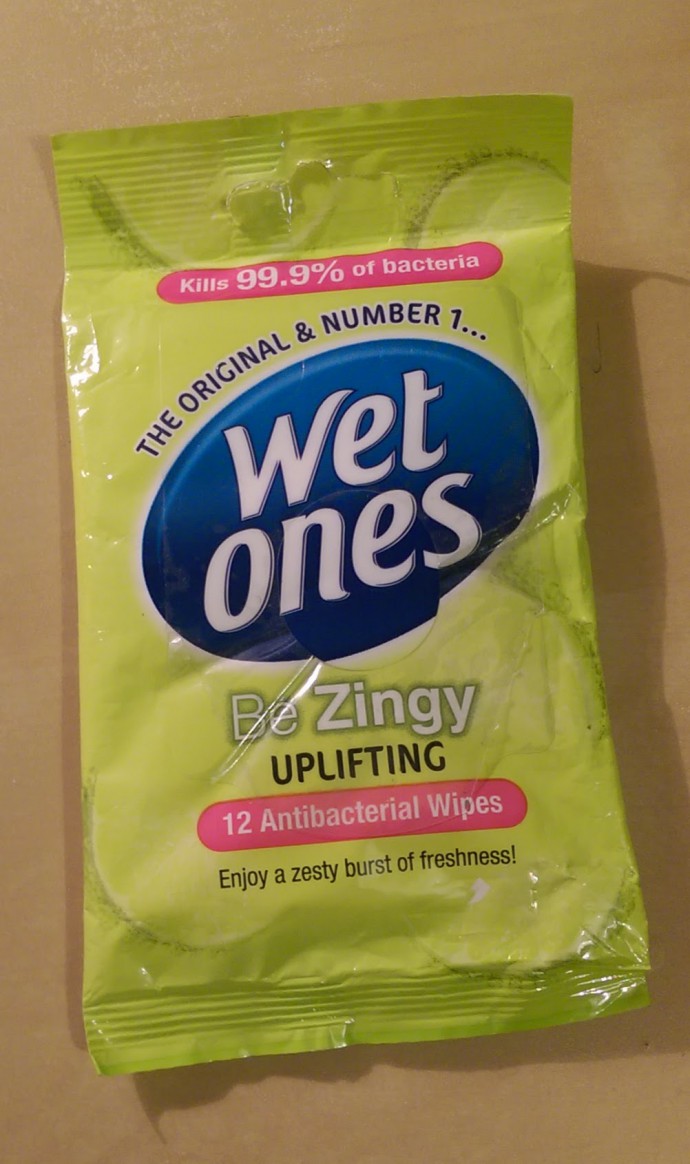 Kills 99.9% of bacteria
THE ORIGINAL & NUMBER 1...
Wet
ones
Be Zingy
UPLIFTING
12 Antibacterial Wipes
Enjoy a zesty burst of freshness!